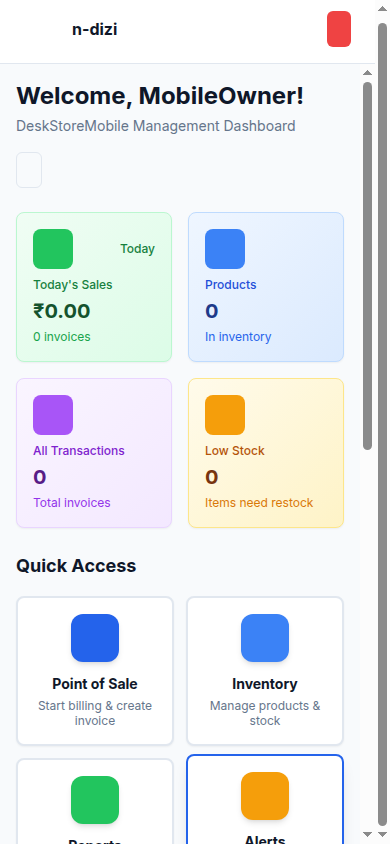 n-dizi
Welcome, MobileOwner!
DeskStoreMobile Management Dashboard
Today
Today's Sales
₹0.00
0 invoices
Products
0
In inventory
All Transactions
0
Total invoices
Low Stock
0
Items need restock
Quick Access
Point of Sale
Start billing & create
invoice
Inventory
Manage products &
stock
Reports
Alerts